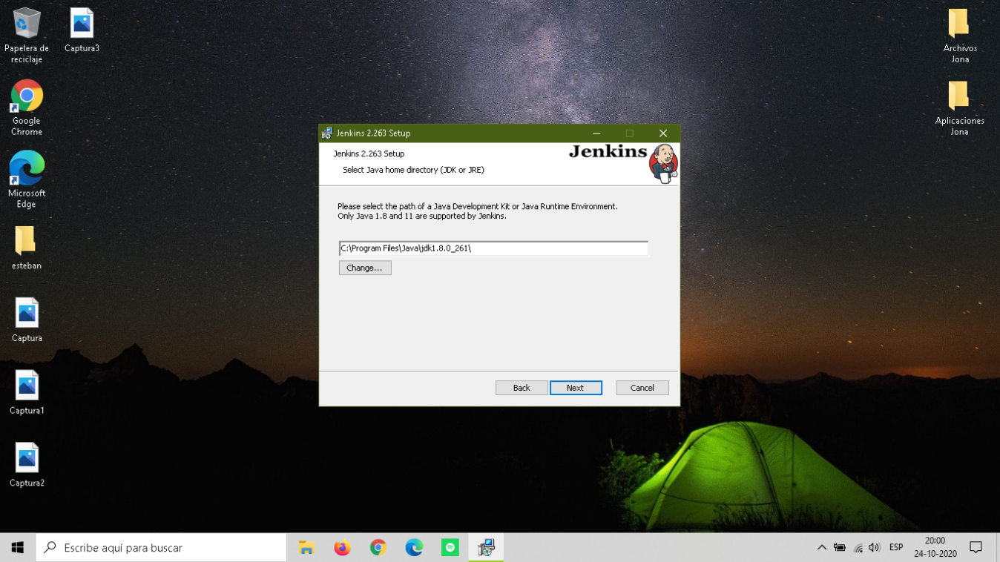 Papelera de
reciclaje
Captura3
Google
Chrome
Microsoft
Edge
esteban
Captura
Captura1
Captura2
Archivos
Jona
Aplicaciones
Jona
Jenkins 2.263 Setup
Jenkins 2.263 Setup
Select Java home directory (JDK or JRE)
Jenkins
Please select the path of a Java Development Kit or Java Runtime Environment.
Only Java 1.8 and 11 are supported by Jenkins.
C:\Program Files\Java\jdk1.8.0_261\
Change...
Back
Next
Cancel
Escribe aquí para buscar
ESP
20:00
24-10-2020